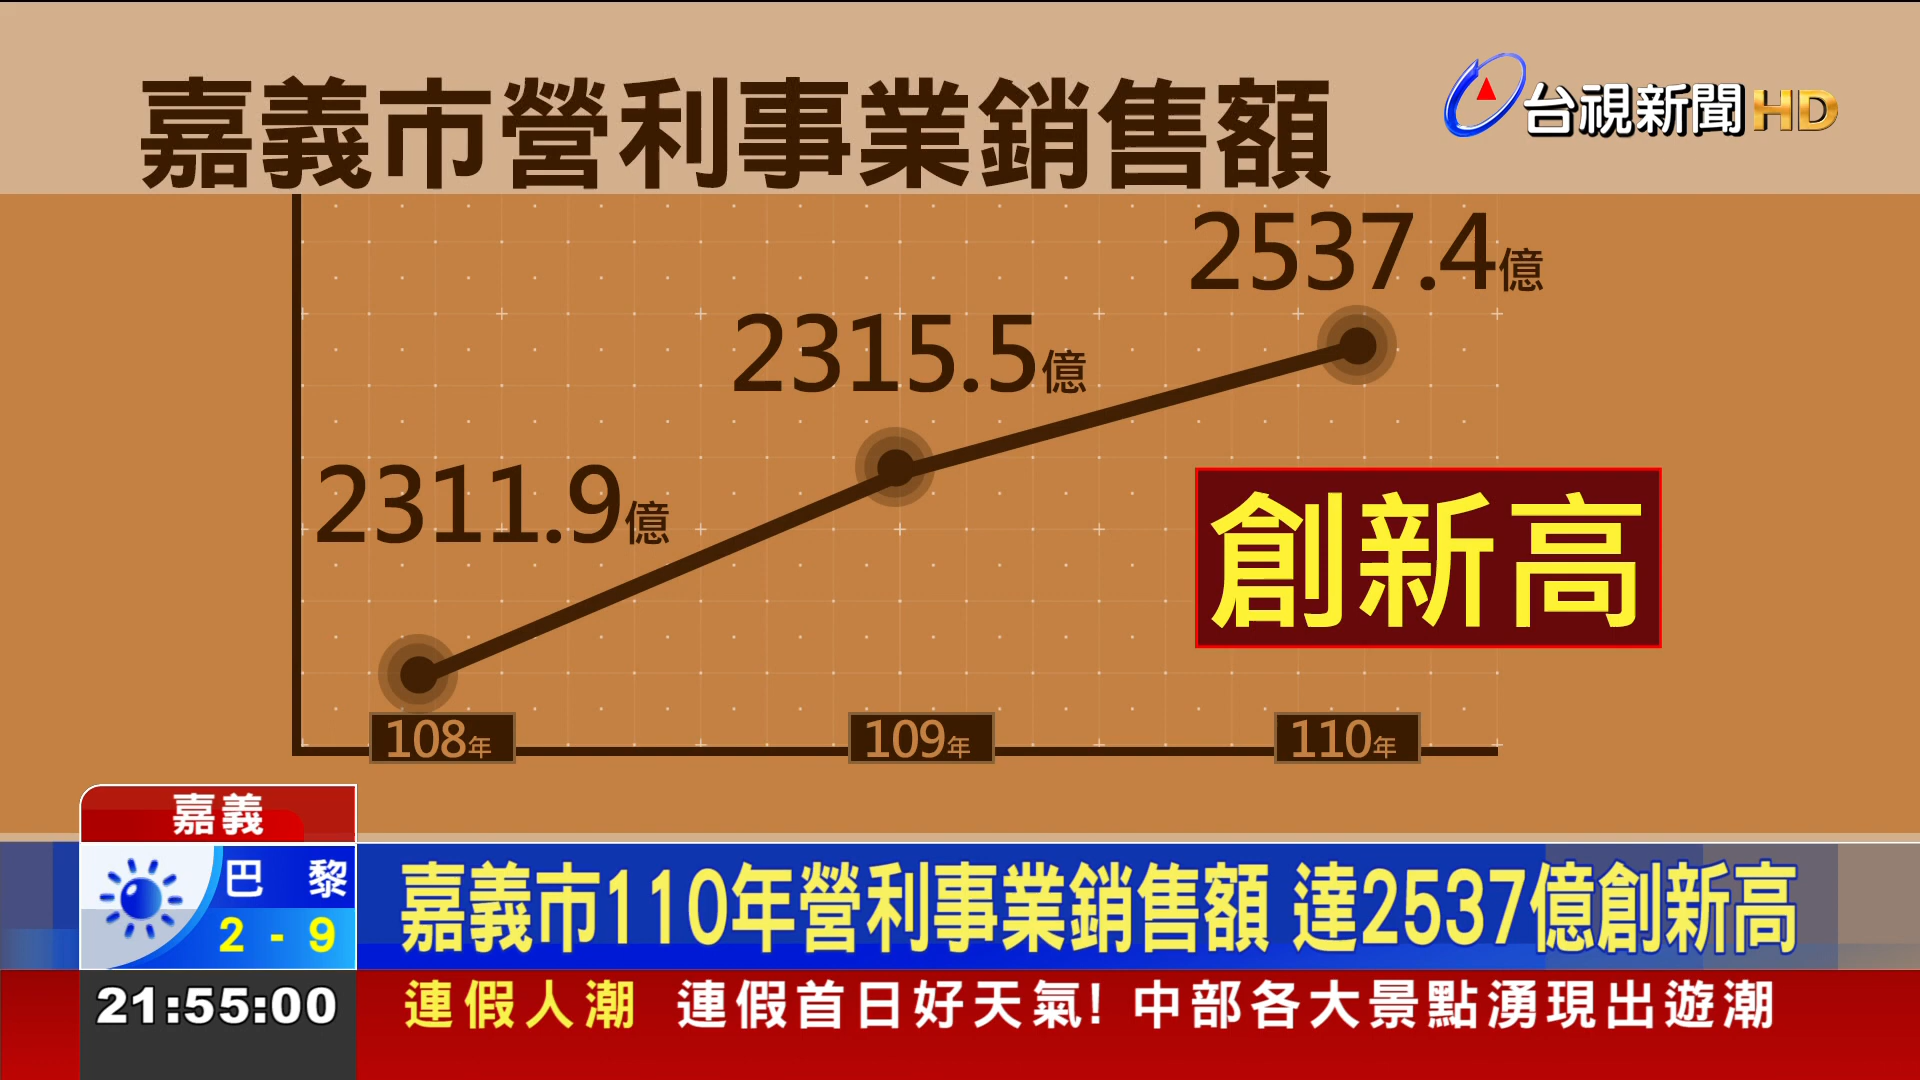 嘉義市營利事業銷售額
台視新聞HD
2537.4億
2315.5億
2311.9億
創新高
108年
109年
110年
嘉義
巴黎
2 - 9
嘉義市110年營利事業銷售額 達2537億創新高
21:55:00
連假人潮 連假首日好天氣! 中部各大景點湧現出遊潮